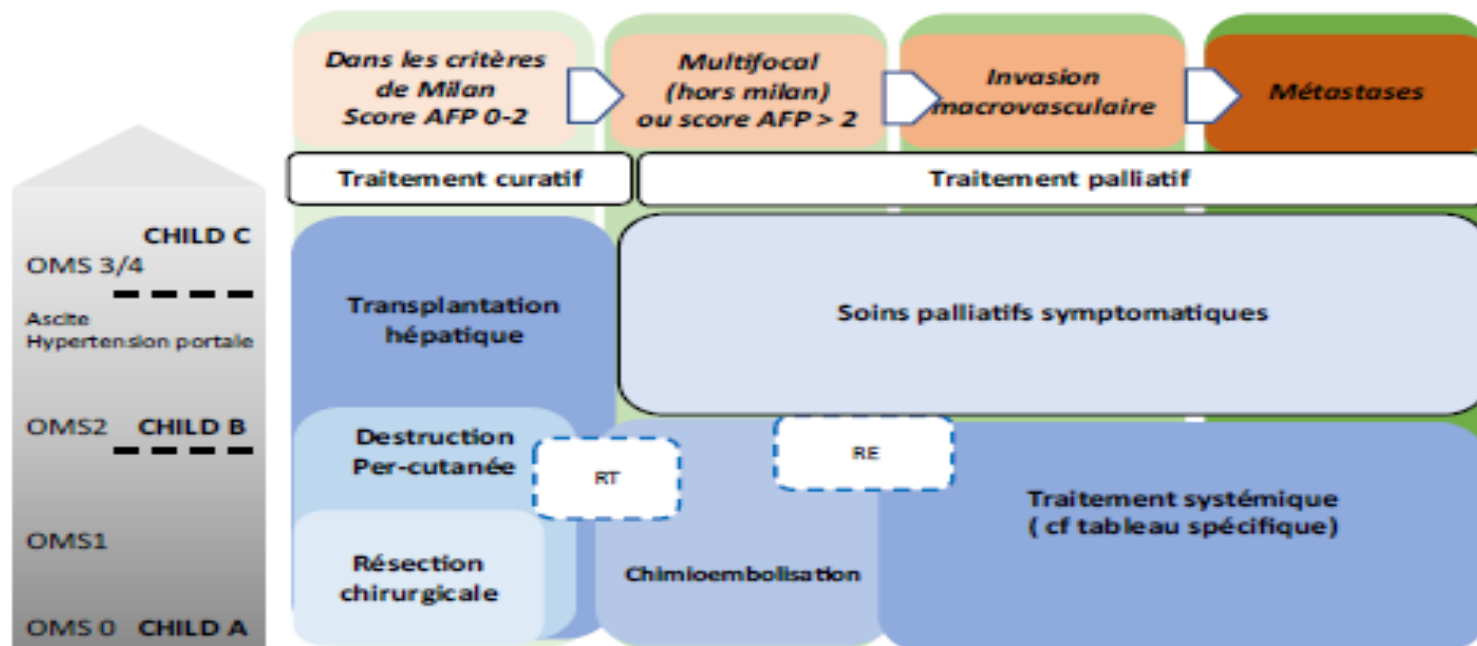 Dans les critères
de Milan
Score AFP 0-2
Multifocal
(hors milan)
ou score AFP > 2
Invasion
macrovasculaire
Métastases
Traitement curatif
Traitement palliatif
CHILD C
OMS 3/4
Ascite
Hypertension portale
OMS2 CHILD B
OMS1
OMS 0 CHILD A
Transplantation
hépatique
Soins palliatifs symptomatiques
Destruction
Per-cutanée
RT
RE
Résection
chirurgicale
Chimioembolisation
Traitement systémique
( cf tableau spécifique)